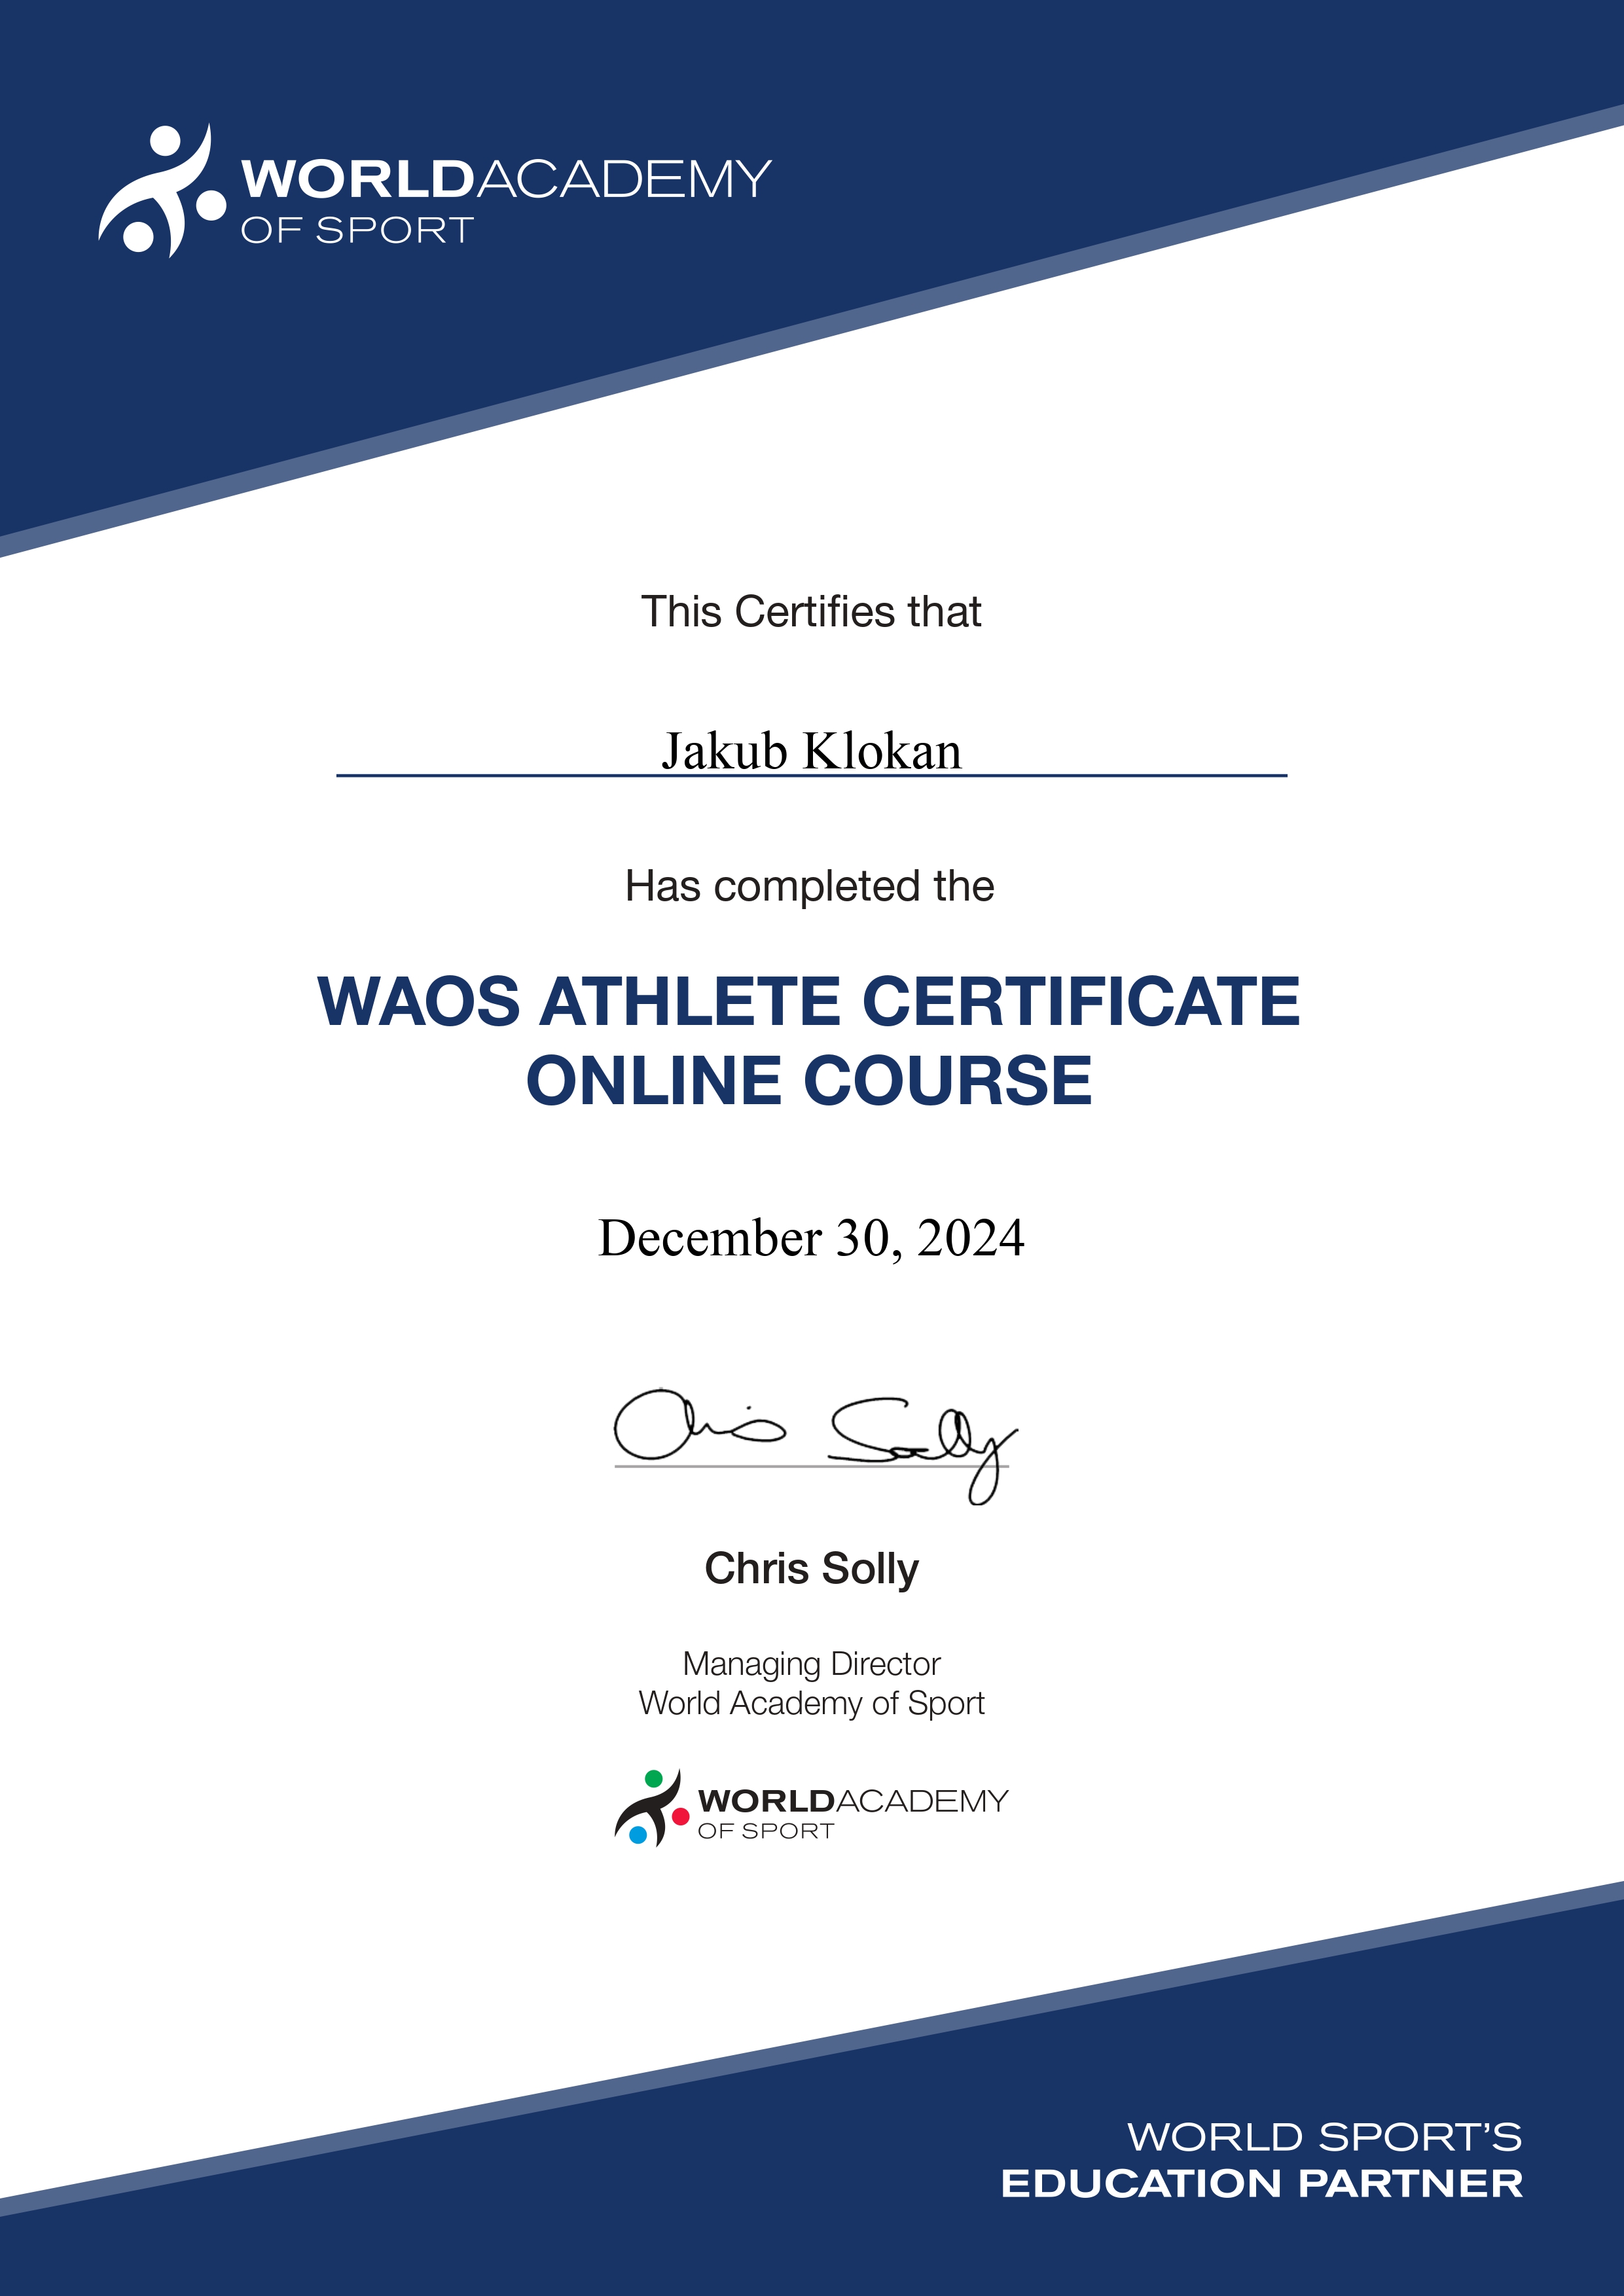 WORLDACADEMY
OF SPORT
This Certifies that
Jakub Klokan
Has completed the
WAOS ATHLETE CERTIFICATE
ONLINE COURSE
December 30, 2024
Chris Solly
Chris Solly
Managing Director
World Academy of Sport
WORLDACADEMY
OF SPORT
WORLD SPORT'S
EDUCATION PARTNER